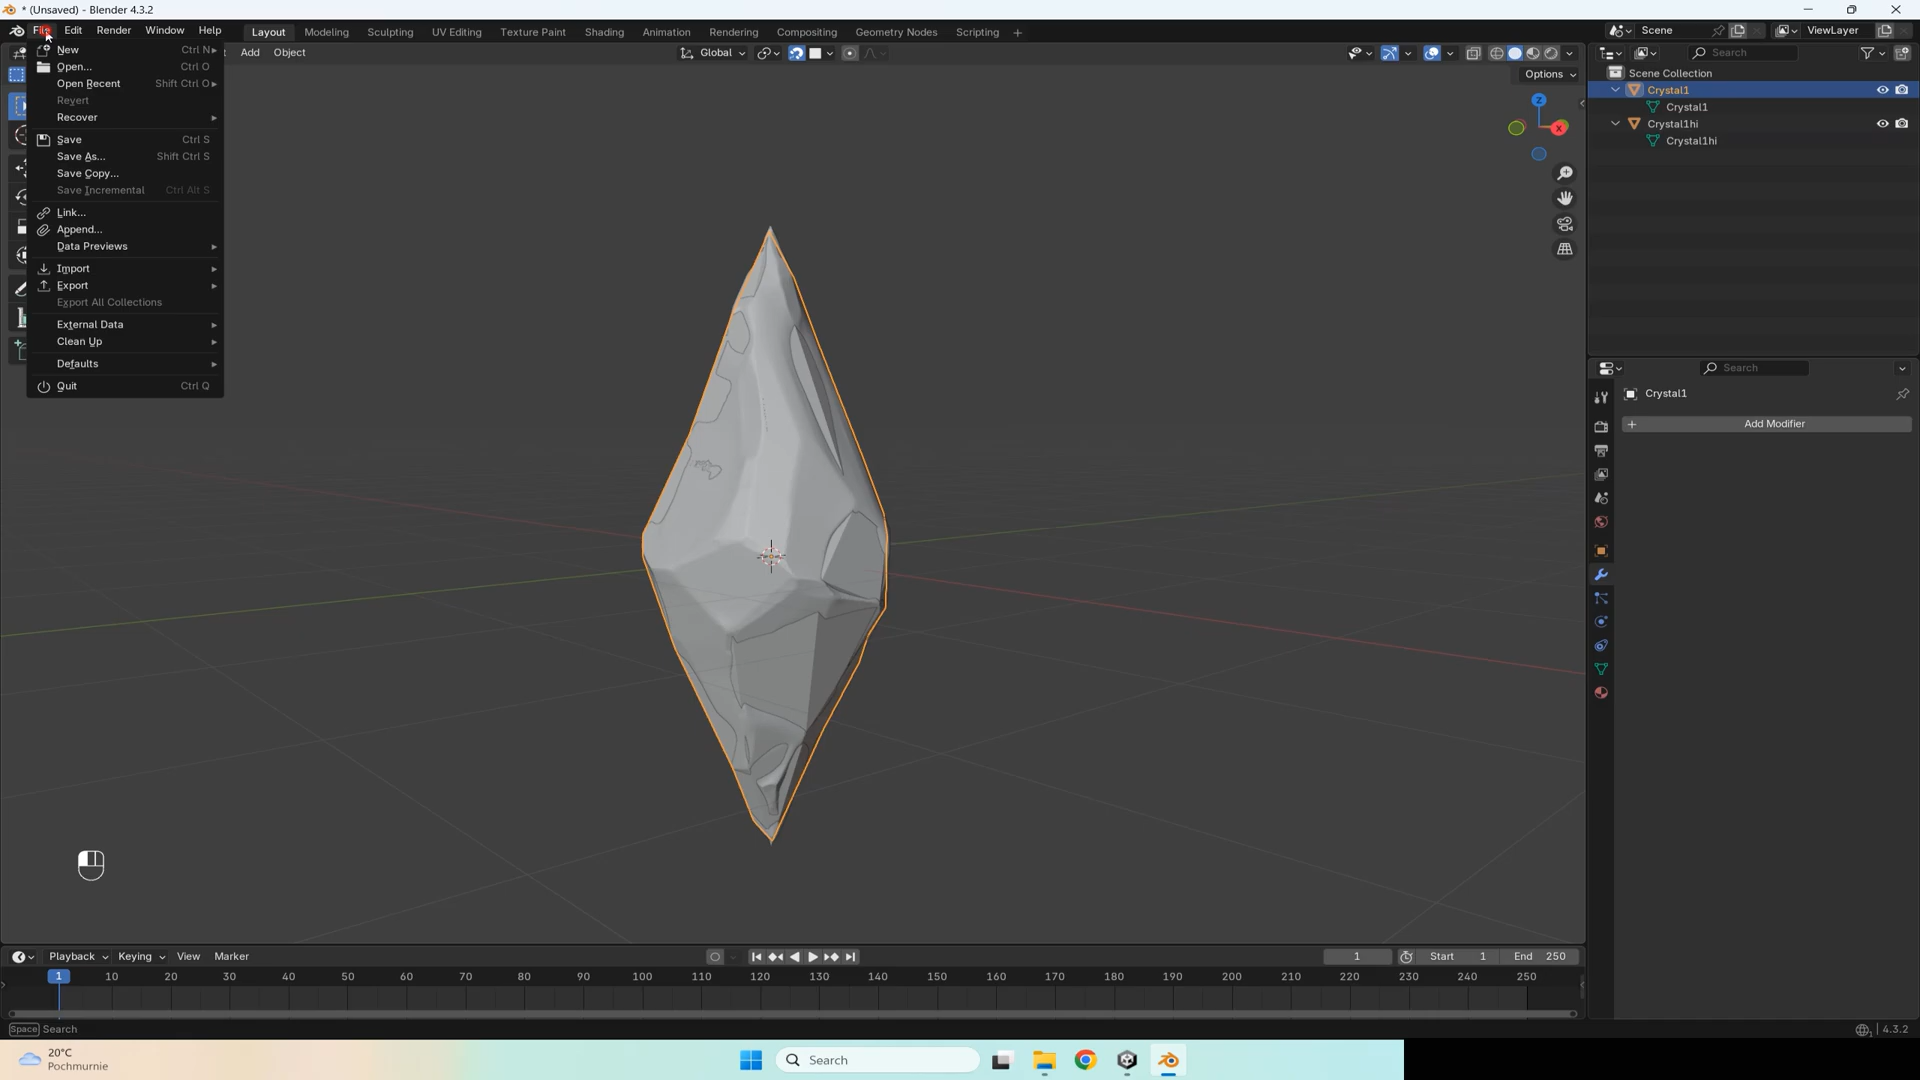 * (Unsaved) - Blender 4.3.2
File Edit Render Window Help Layout Modeling Sculpting UV Editing Texture Paint Shading Animation Rendering Compositing Geometry Nodes Scripting + Scene ViewLayer
Add Object Global Search
Options
New Ctrl N
Open... Ctrl O
Open Recent Shift Ctrl O
Revert
Recover
Save Ctrl S
Save As... Shift Ctrl S
Save Copy...
Save Incremental Ctrl Alt S
Link...
Append...
Data Previews
Import
Export
Export All Collections
External Data
Clean Up
Defaults
Quit Ctrl Q
Z
X
Scene Collection
Crystal1
Crystal1
Crystal1hi
Crystal1hi
Search
Crystal1
+ Add Modifier
Playback Keying View Marker 1 Start 1 End 250
1 10 20 30 40 50 60 70 80 90 100 110 120 130 140 150 160 170 180 190 200 210 220 230 240 250
Space Search 4.3.2
20°C
Pochmurnie
Search